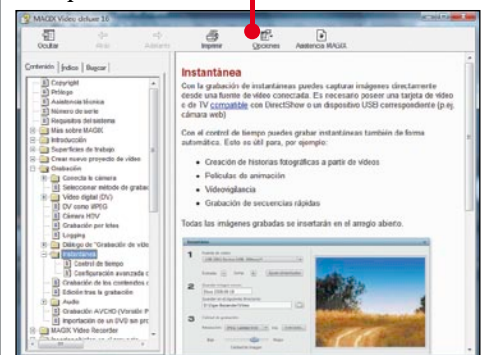 MAGIX Video deluxe 16
Ocultar Atrás Adelante Imprimir Opciones Asistencia MAGIX
Contenido Índice Buscar
Copyright
Prólogo
Asistencia técnica
Número de serie
Requisitos del sistema
Más sobre MAGIX
Introducción
Superficies de trabajo
Crear nuevo proyecto de vídeo
Grabación
Conecta la cámara
Seleccionar método de grabac
Vídeo digital (DV)
DV como MPEG
Cámara HDV
Grabación por lotes
Logging
Diálogo de "Grabación de víde
Instantánea
Control de tiempo
Configuración avanzada d
Grabación de los contenidos d
Edición tras la grabación
Audio
Grabación AVCHD (Versión P
Importación de un DVD sin pro
MAGIX Video Recorder
Instantánea
Con la grabación de instantáneas puedes capturar imágenes directamente
desde una fuente de vídeo conectada. Es necesario poseer una tarjeta de vídeo
o de TV compatible con DirectShow o un dispositivo USB correspondiente (p.ej.
cámara web)
Con el control de tiempo puedes grabar instantáneas también de forma
automática. Esto es útil para, por ejemplo:
• Creación de historias fotográficas a partir de vídeos
• Películas de animación
• Videovigilancia
• Grabación de secuencias rápidas
Todas las imágenes grabadas se insertarán en el arreglo abierto.
1
2
3